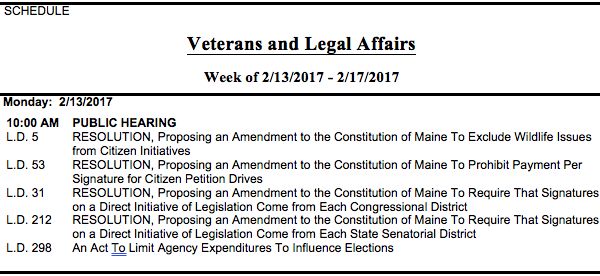 SCHEDULE
Veterans and Legal Affairs
Week of 2/13/2017 - 2/17/2017
Monday: 2/13/2017
10:00 AM PUBLIC HEARING
L.D. 5 RESOLUTION, Proposing an Amendment to the Constitution of Maine To Exclude Wildlife Issues
from Citizen Initiatives
L.D. 53 RESOLUTION, Proposing an Amendment to the Constitution of Maine To Prohibit Payment Per
Signature for Citizen Petition Drives
L.D. 31 RESOLUTION, Proposing an Amendment to the Constitution of Maine To Require That Signatures
on a Direct Initiative of Legislation Come from Each Congressional District
L.D. 212 RESOLUTION, Proposing an Amendment to the Constitution of Maine To Require That Signatures
on a Direct Initiative of Legislation Come from Each State Senatorial District
L.D. 298 An Act To Limit Agency Expenditures To Influence Elections